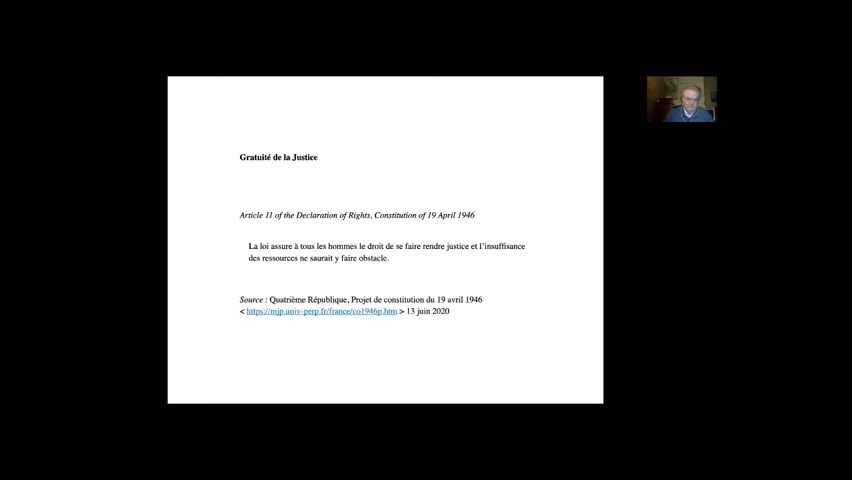 Gratuité de la Justice
Article 11 of the Declaration of Rights, Constitution of 19 April 1946
La loi assure à tous les hommes le droit de se faire rendre justice et l’insuffisance
des ressources ne saurait y faire obstacle.
Source : Quatrième République, Projet de constitution du 19 avril 1946
< https://mjp.univ-perp.fr/france/co1946p.htm > 13 juin 2020